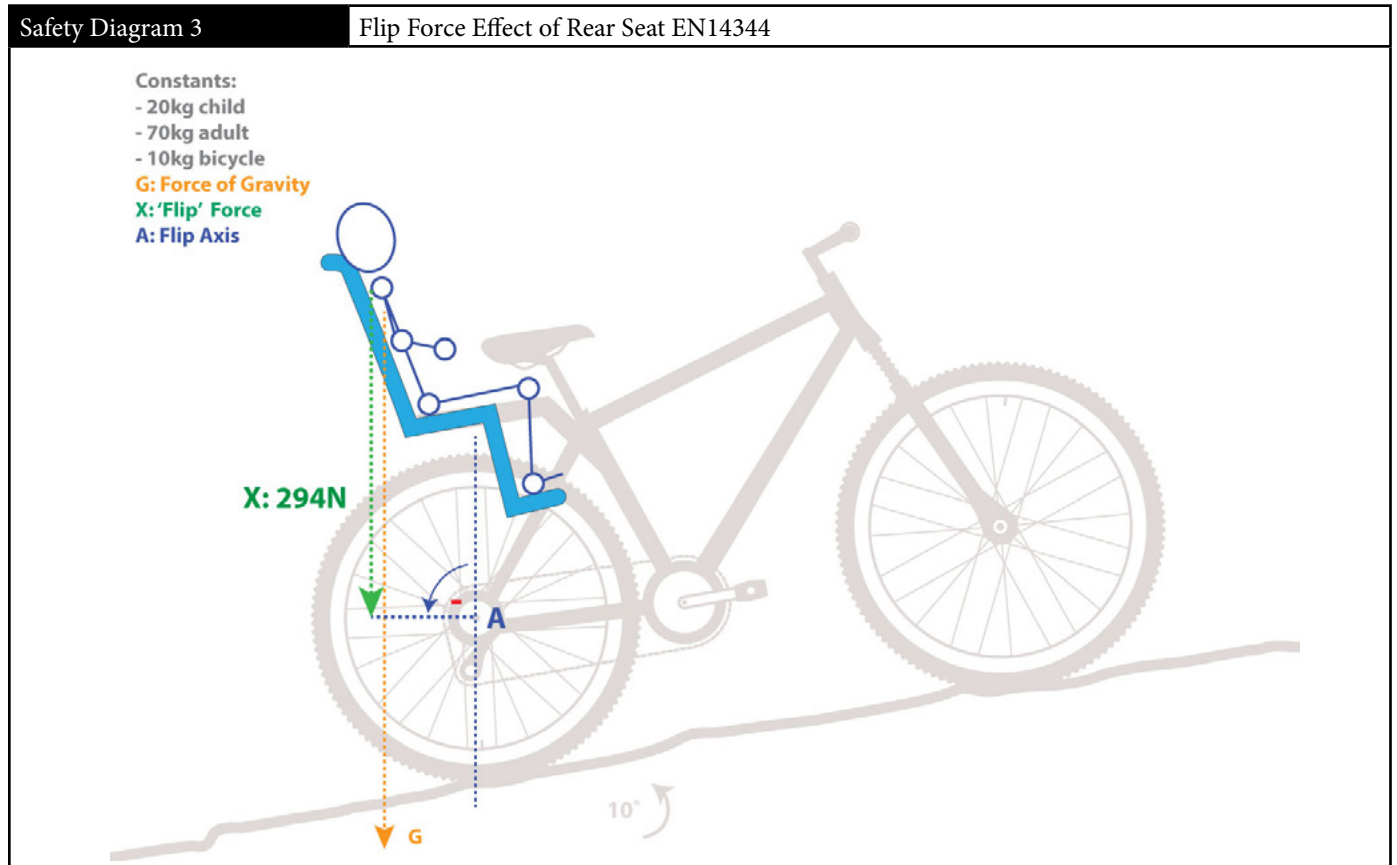 Safety Diagram 3
Flip Force Effect of Rear Seat EN14344
Constants:
- 20kg child
- 70kg adult
- 10kg bicycle
G: Force of Gravity
X: ‘Flip’ Force
A: Flip Axis
X: 294N
-
A
10°
G